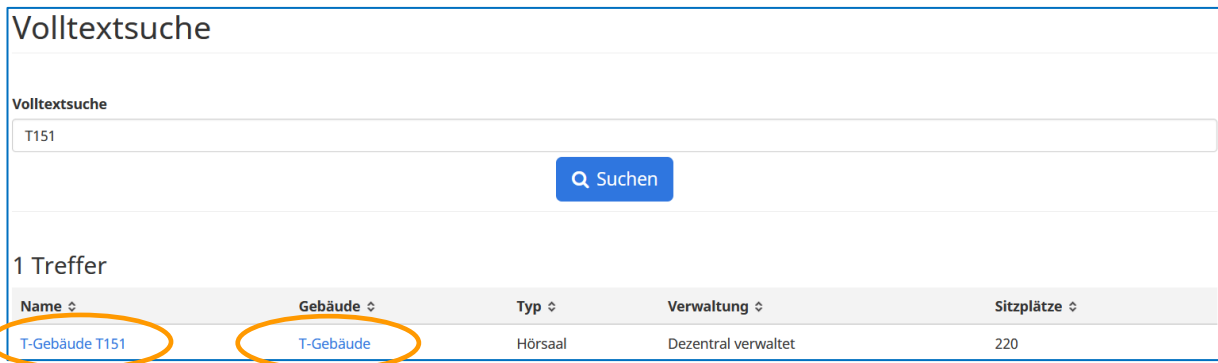 Volltextsuche
Volltextsuche
T151
Suchen
1 Treffer
Name Gebäude Typ Verwaltung Sitzplätze
T-Gebäude T151 T-Gebäude Hörsaal Dezentral verwaltet 220